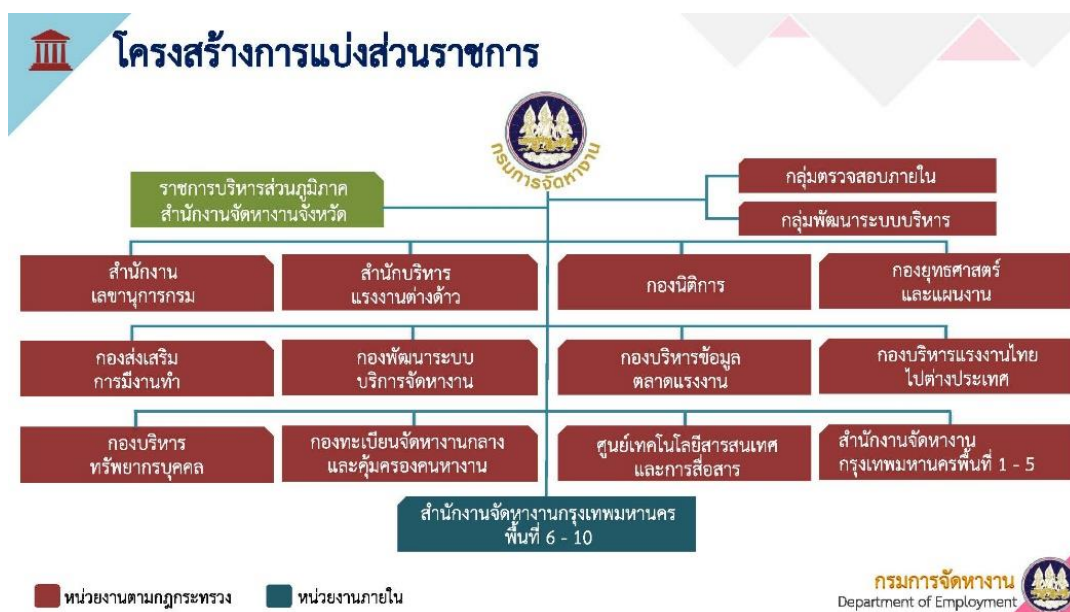 โครงสร้างการแบ่งส่วนราชการ
กรมการจัดหางาน
ราชการบริหารส่วนภูมิภาค
สำนักงานจัดหางานจังหวัด
กลุ่มตรวจสอบภายใน
กลุ่มพัฒนาระบบบริหาร
สำนักงาน
เลขานุการกรม
สำนักบริหาร
แรงงานต่างด้าว
กองนิติการ
กองยุทธศาสตร์
และแผนงาน
กองส่งเสริม
การมีงานทำ
กองพัฒนาระบบ
บริการจัดหางาน
กองบริหารข้อมูล
ตลาดแรงงาน
กองบริหารแรงงานไทย
ไปต่างประเทศ
กองบริหาร
ทรัพยากรบุคคล
กองทะเบียนจัดหางานกลาง
และคุ้มครองคนหางาน
ศูนย์เทคโนโลยีสารสนเทศ
และการสื่อสาร
สำนักงานจัดหางาน
กรุงเทพมหานครพื้นที่ 1 - 5
สำนักงานจัดหางานกรุงเทพมหานคร
พื้นที่ 6 - 10
หน่วยงานตามกฎกระทรวง
หน่วยงานภายใน
กรมการจัดหางาน
Department of Employment